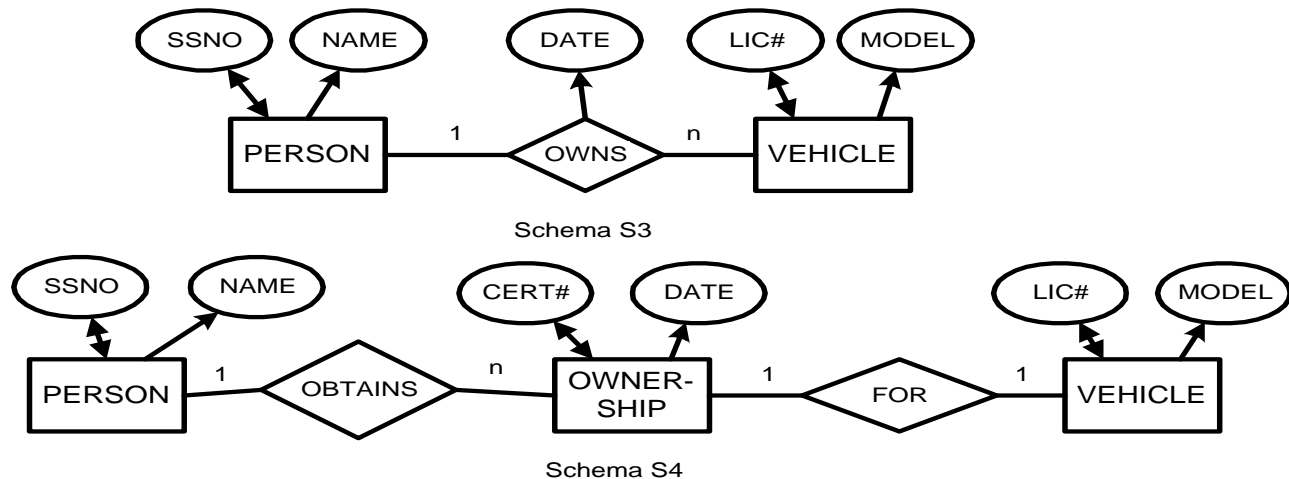 SSNO NAME DATE LIC# MODEL
1 n
PERSON OWNS VEHICLE
Schema S3
SSNO NAME CERT# DATE LIC# MODEL
1 n 1 1
PERSON OBTAINS OWNER-
SHIP FOR VEHICLE
Schema S4